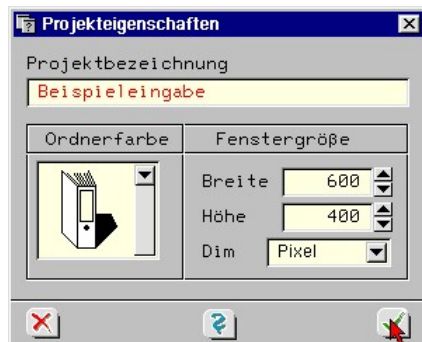 Projekteigenschaften
Projektbezeichnung
Beispieleingabe
Ordnerfarbe
Fenstergröße
Breite 600
Höhe 400
Dim Pixel